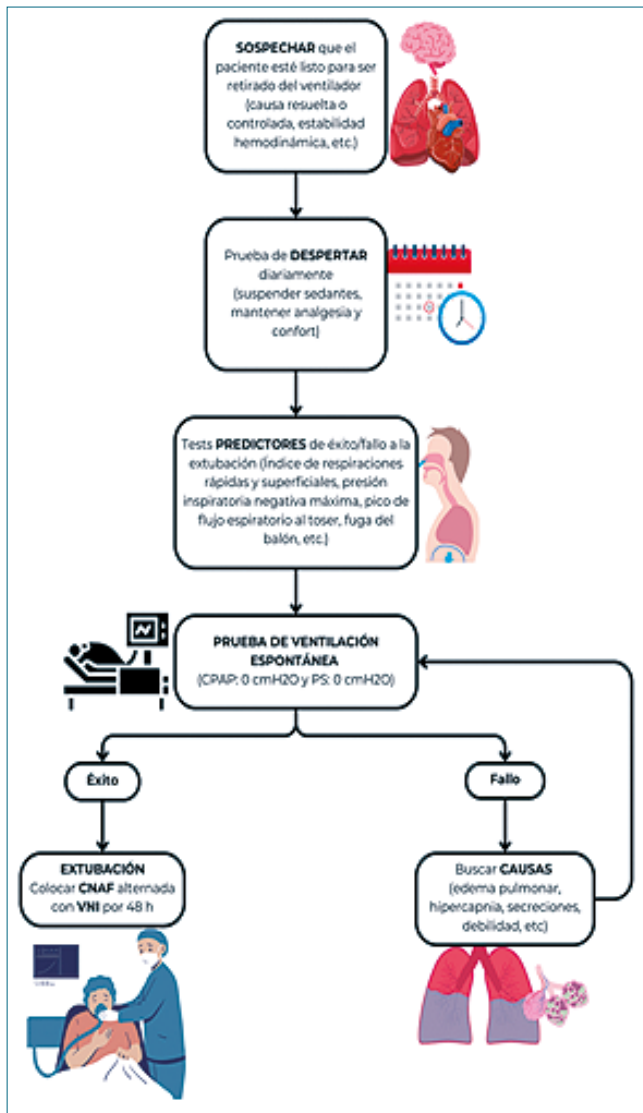 SOSPECHAR que el
paciente esté listo para ser
retirado del ventilador
(causa resuelta o
controlada, estabilidad
hemodinámica, etc.)
Prueba de DESPERTAR
diariamente
(suspender sedantes,
mantener analgesia y
confort)
Tests PREDICTORES de éxito/fallo a la
extubación (Índice de respiraciones
rápidas y superficiales, presión
inspiratoria negativa máxima, pico de
flujo espiratorio al toser, fuga del
balón, etc.)
PRUEBA DE VENTILACIÓN
ESPONTÁNEA
(CPAP: 0 cmH2O y PS: 0 cmH2O)
Éxito
Fallo
EXTUBACIÓN
Colocar CNAF alternada
con VNI por 48 h
Buscar CAUSAS
(edema pulmonar,
hipercapnia, secreciones,
debilidad, etc)